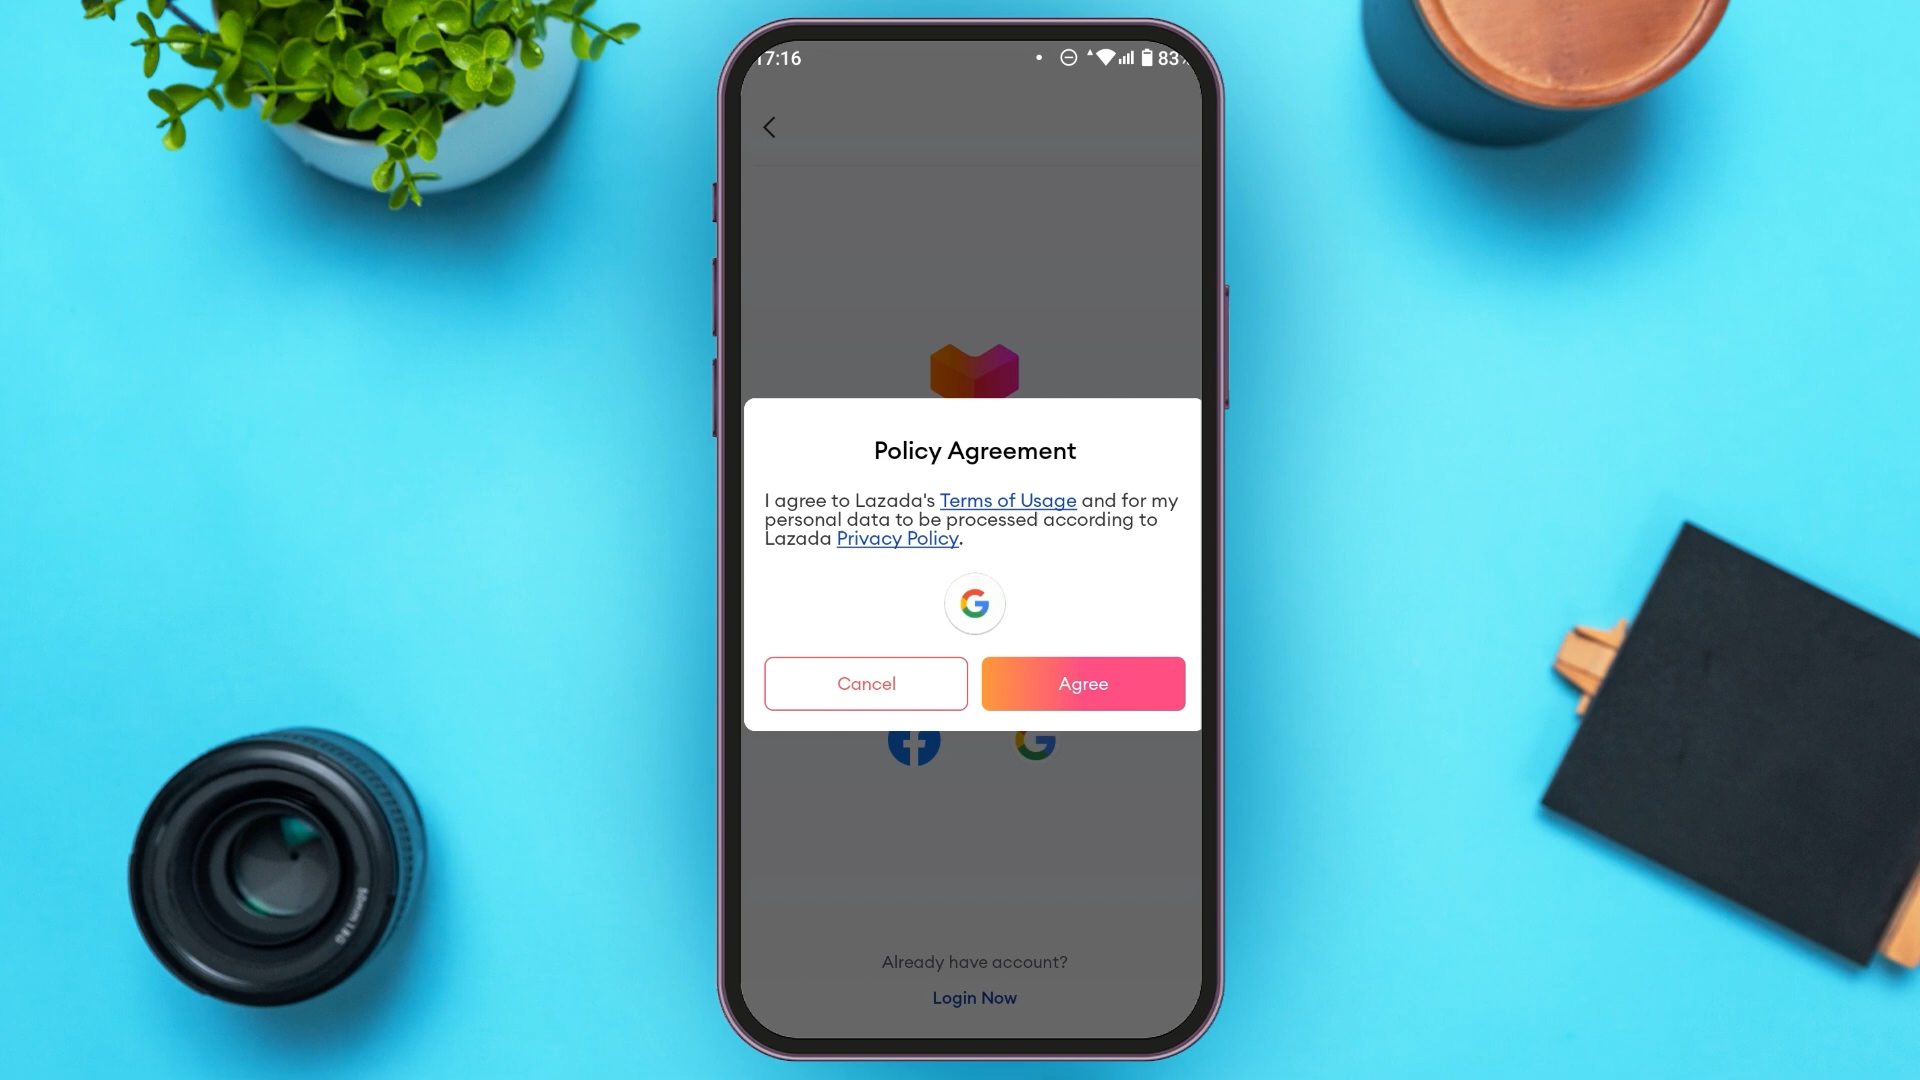 17:16
83
Policy Agreement
I agree to Lazada's Terms of Usage and for my
personal data to be processed according to
Lazada Privacy Policy.
Cancel
Agree
Already have account?
Login Now